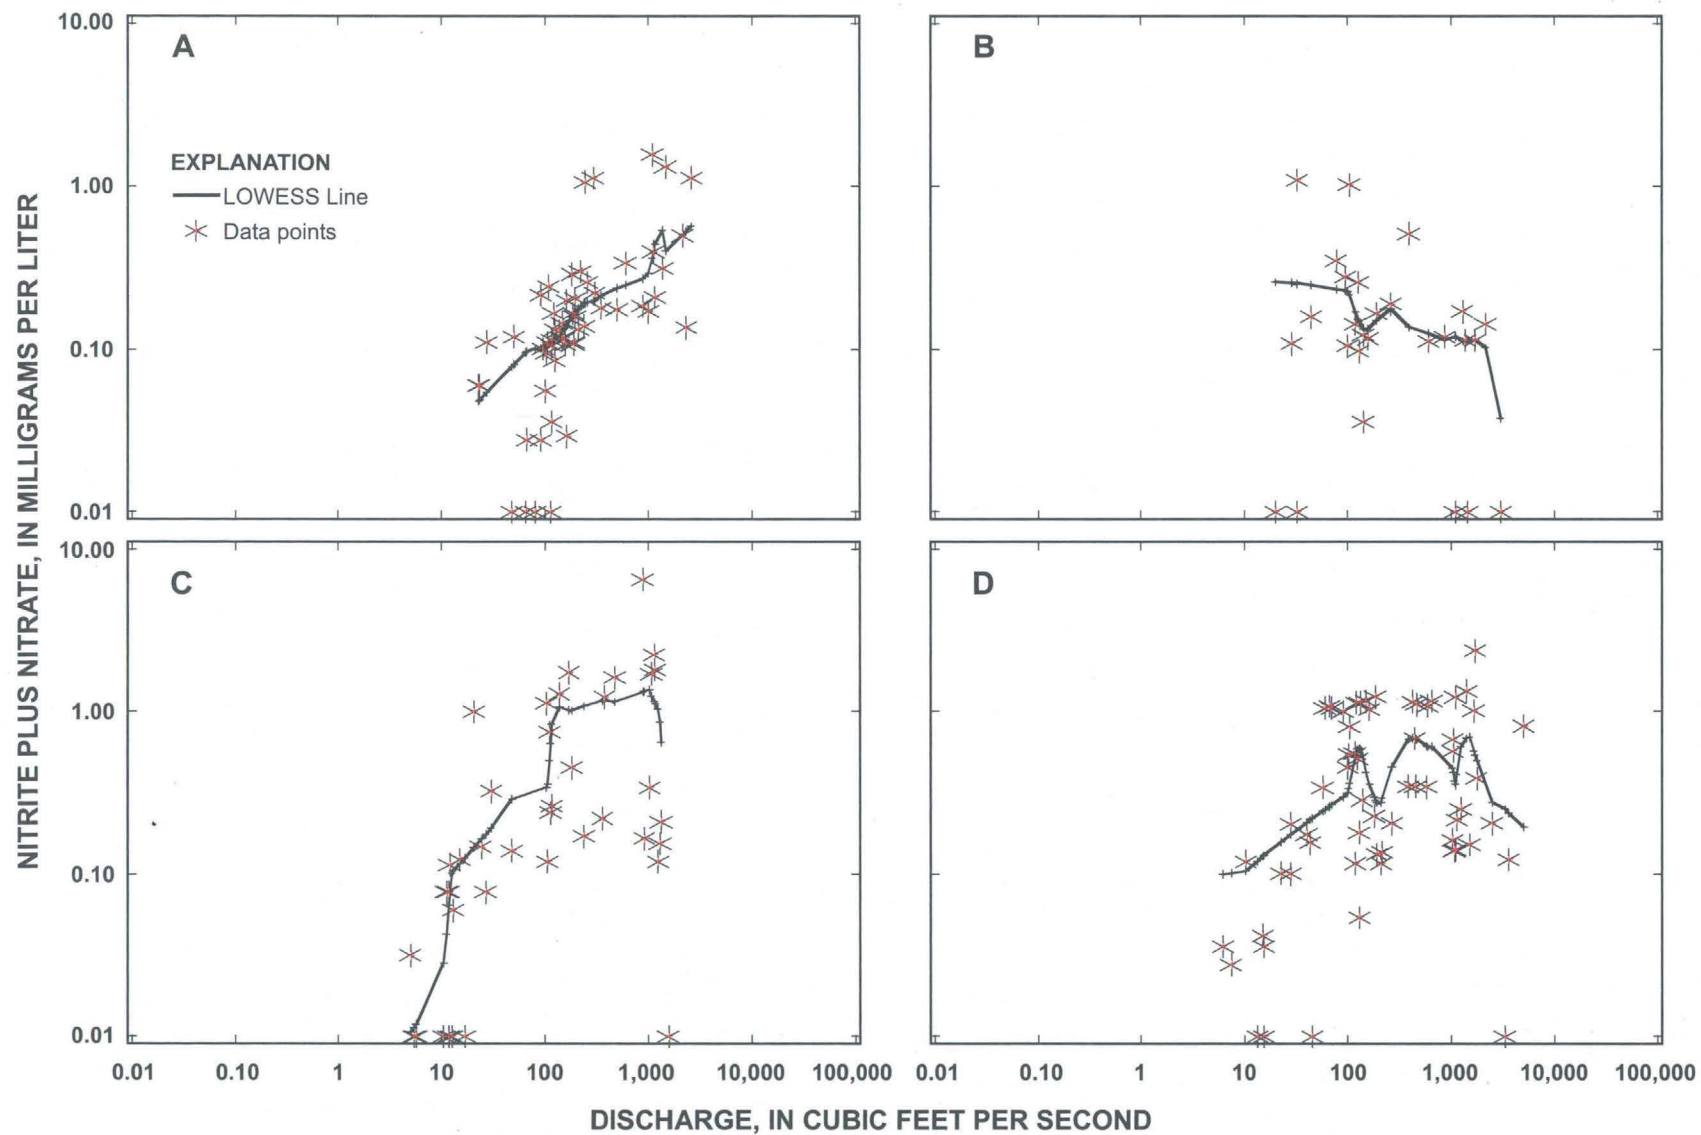 NITRITE PLUS NITRATE, IN MILLIGRAMS PER LITER
10.00
1.00
0.10
0.01
A
EXPLANATION
LOWESS Line
Data points
B
10.00
1.00
0.10
0.01
C
D
0.01 0.10 1 10 100 1,000 10,000 100,000
0.01 0.10 1 10 100 1,000 10,000 100,000
DISCHARGE, IN CUBIC FEET PER SECOND